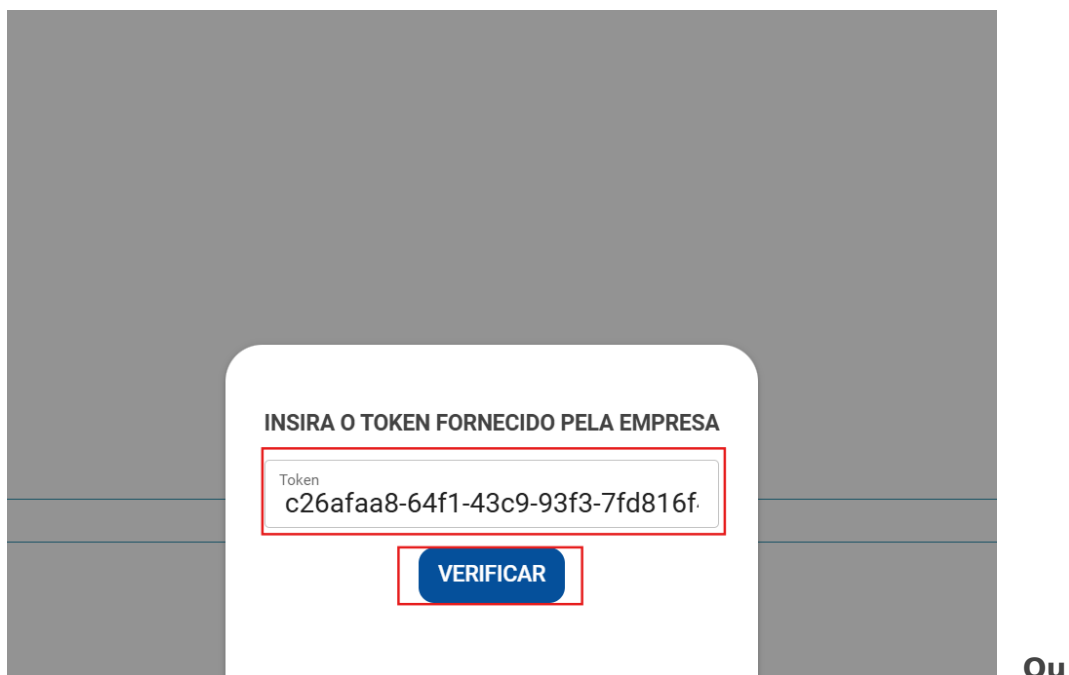 INSIRA O TOKEN FORNECIDO PELA EMPRESA
Token
c26afaa8-64f1-43c9-93f3-7fd816f
VERIFICAR
Ou